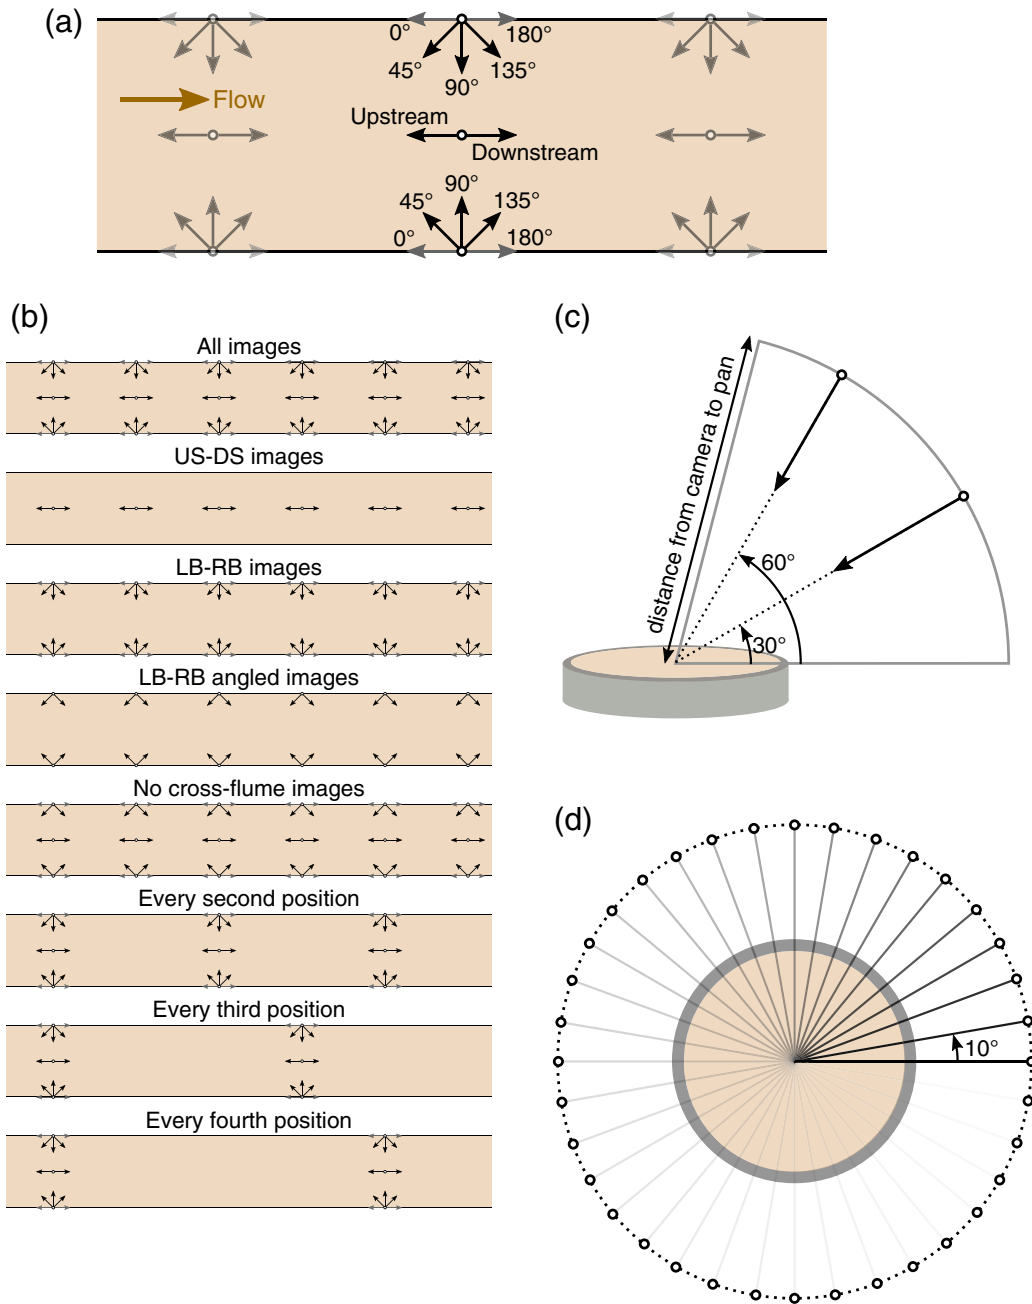 (a)
0°
180°
45°
135°
90°
Flow
Upstream
Downstream
90°
45°
135°
0°
180°
(b)
All images
US-DS images
LB-RB images
LB-RB angled images
No cross-flume images
Every second position
Every third position
Every fourth position
(c)
distance from camera to pan
60°
30°
(d)
10°